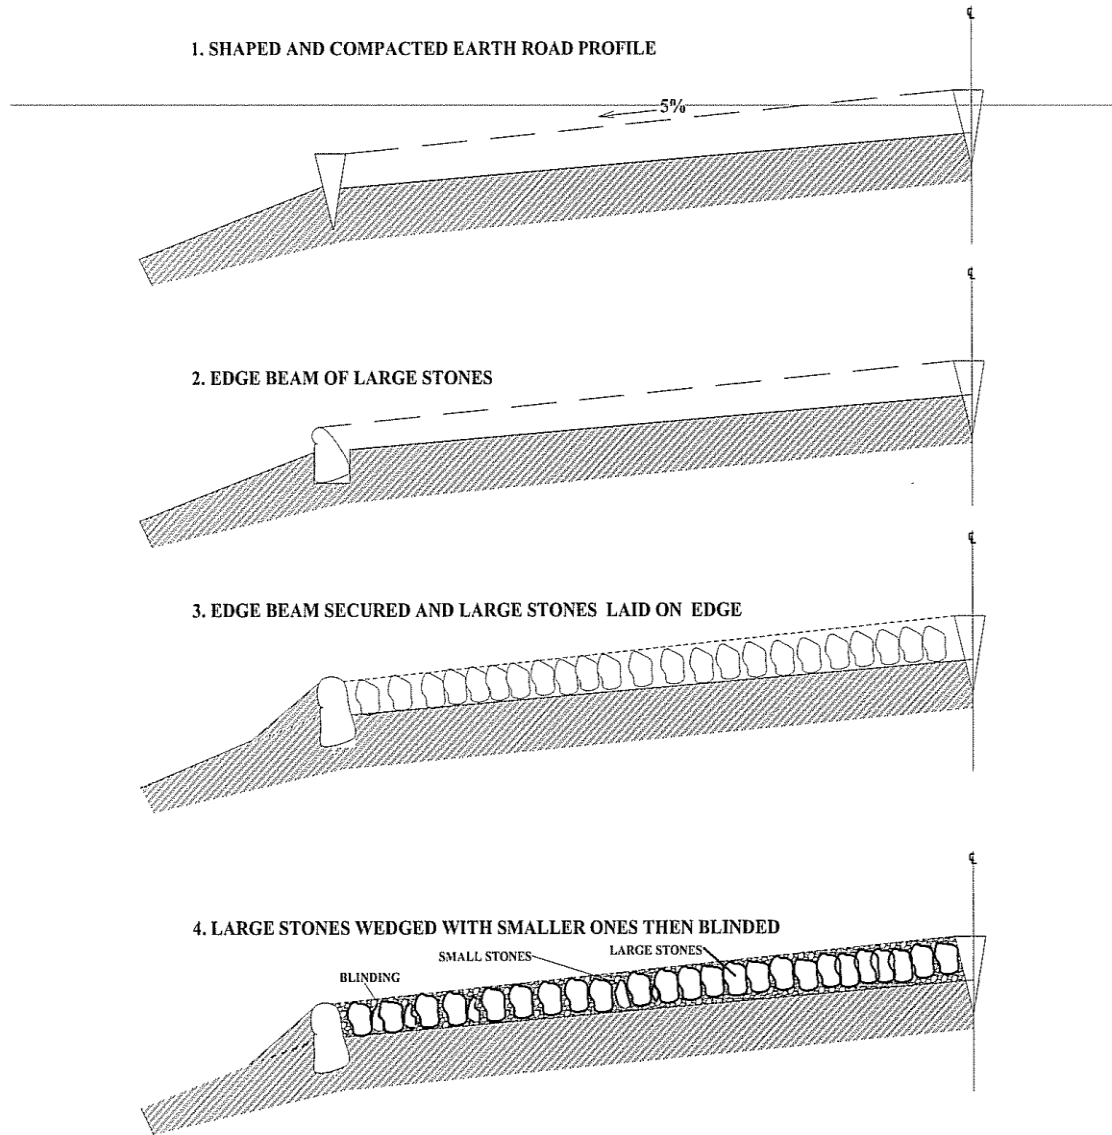 ℄
1. SHAPED AND COMPACTED EARTH ROAD PROFILE
5%
℄
2. EDGE BEAM OF LARGE STONES
℄
3. EDGE BEAM SECURED AND LARGE STONES LAID ON EDGE
℄
4. LARGE STONES WEDGED WITH SMALLER ONES THEN BLINDED
LARGE STONES
SMALL STONES
BLINDING